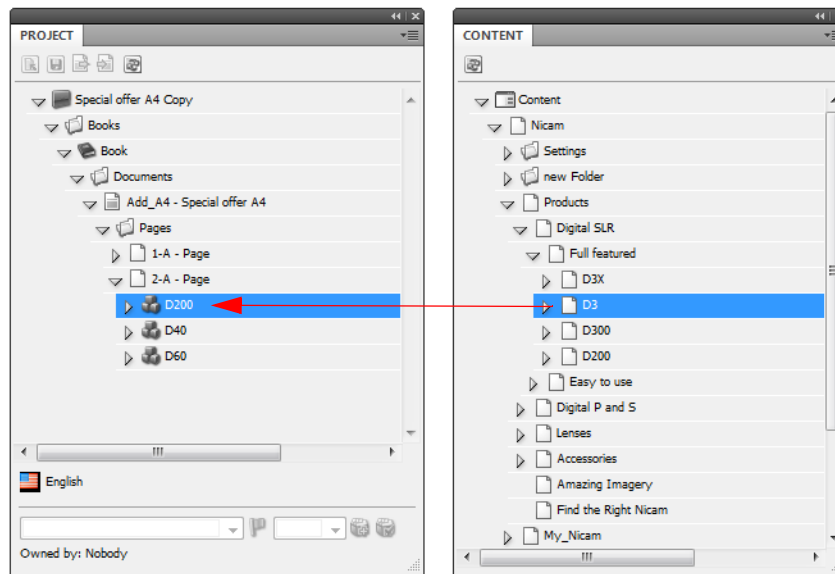 PROJECT
Special offer A4 Copy
Books
Book
Documents
Add_A4 - Special offer A4
Pages
1-A - Page
2-A - Page
D200
D40
D60
English
Owned by: Nobody
CONTENT
Content
Nicam
Settings
new Folder
Products
Digital SLR
Full featured
D3X
D3
D300
D200
Easy to use
Digital P and S
Lenses
Accessories
Amazing Imagery
Find the Right Nicam
My_Nicam